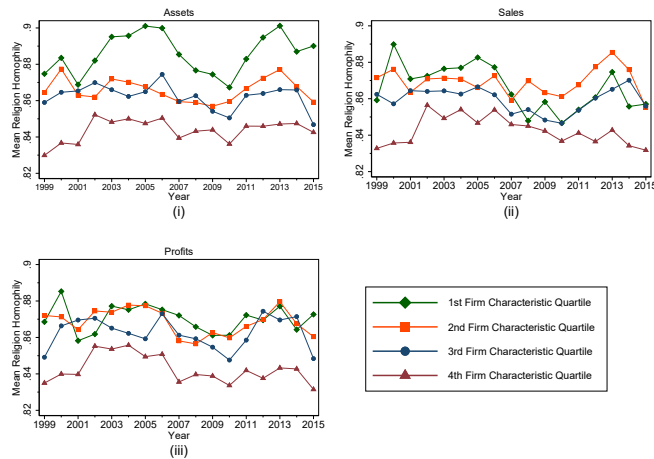 Assets
Mean Religion Homophily
.82 .84 .86 .88 .9
1999 2001 2003 2005 2007 2009 2011 2013 2015
Year
(i)
Sales
Mean Religion Homophily
.82 .84 .86 .88 .9
1999 2001 2003 2005 2007 2009 2011 2013 2015
Year
(ii)
Profits
Mean Religion Homophily
.82 .84 .86 .88 .9
1999 2001 2003 2005 2007 2009 2011 2013 2015
Year
(iii)
1st Firm Characteristic Quartile
2nd Firm Characteristic Quartile
3rd Firm Characteristic Quartile
4th Firm Characteristic Quartile